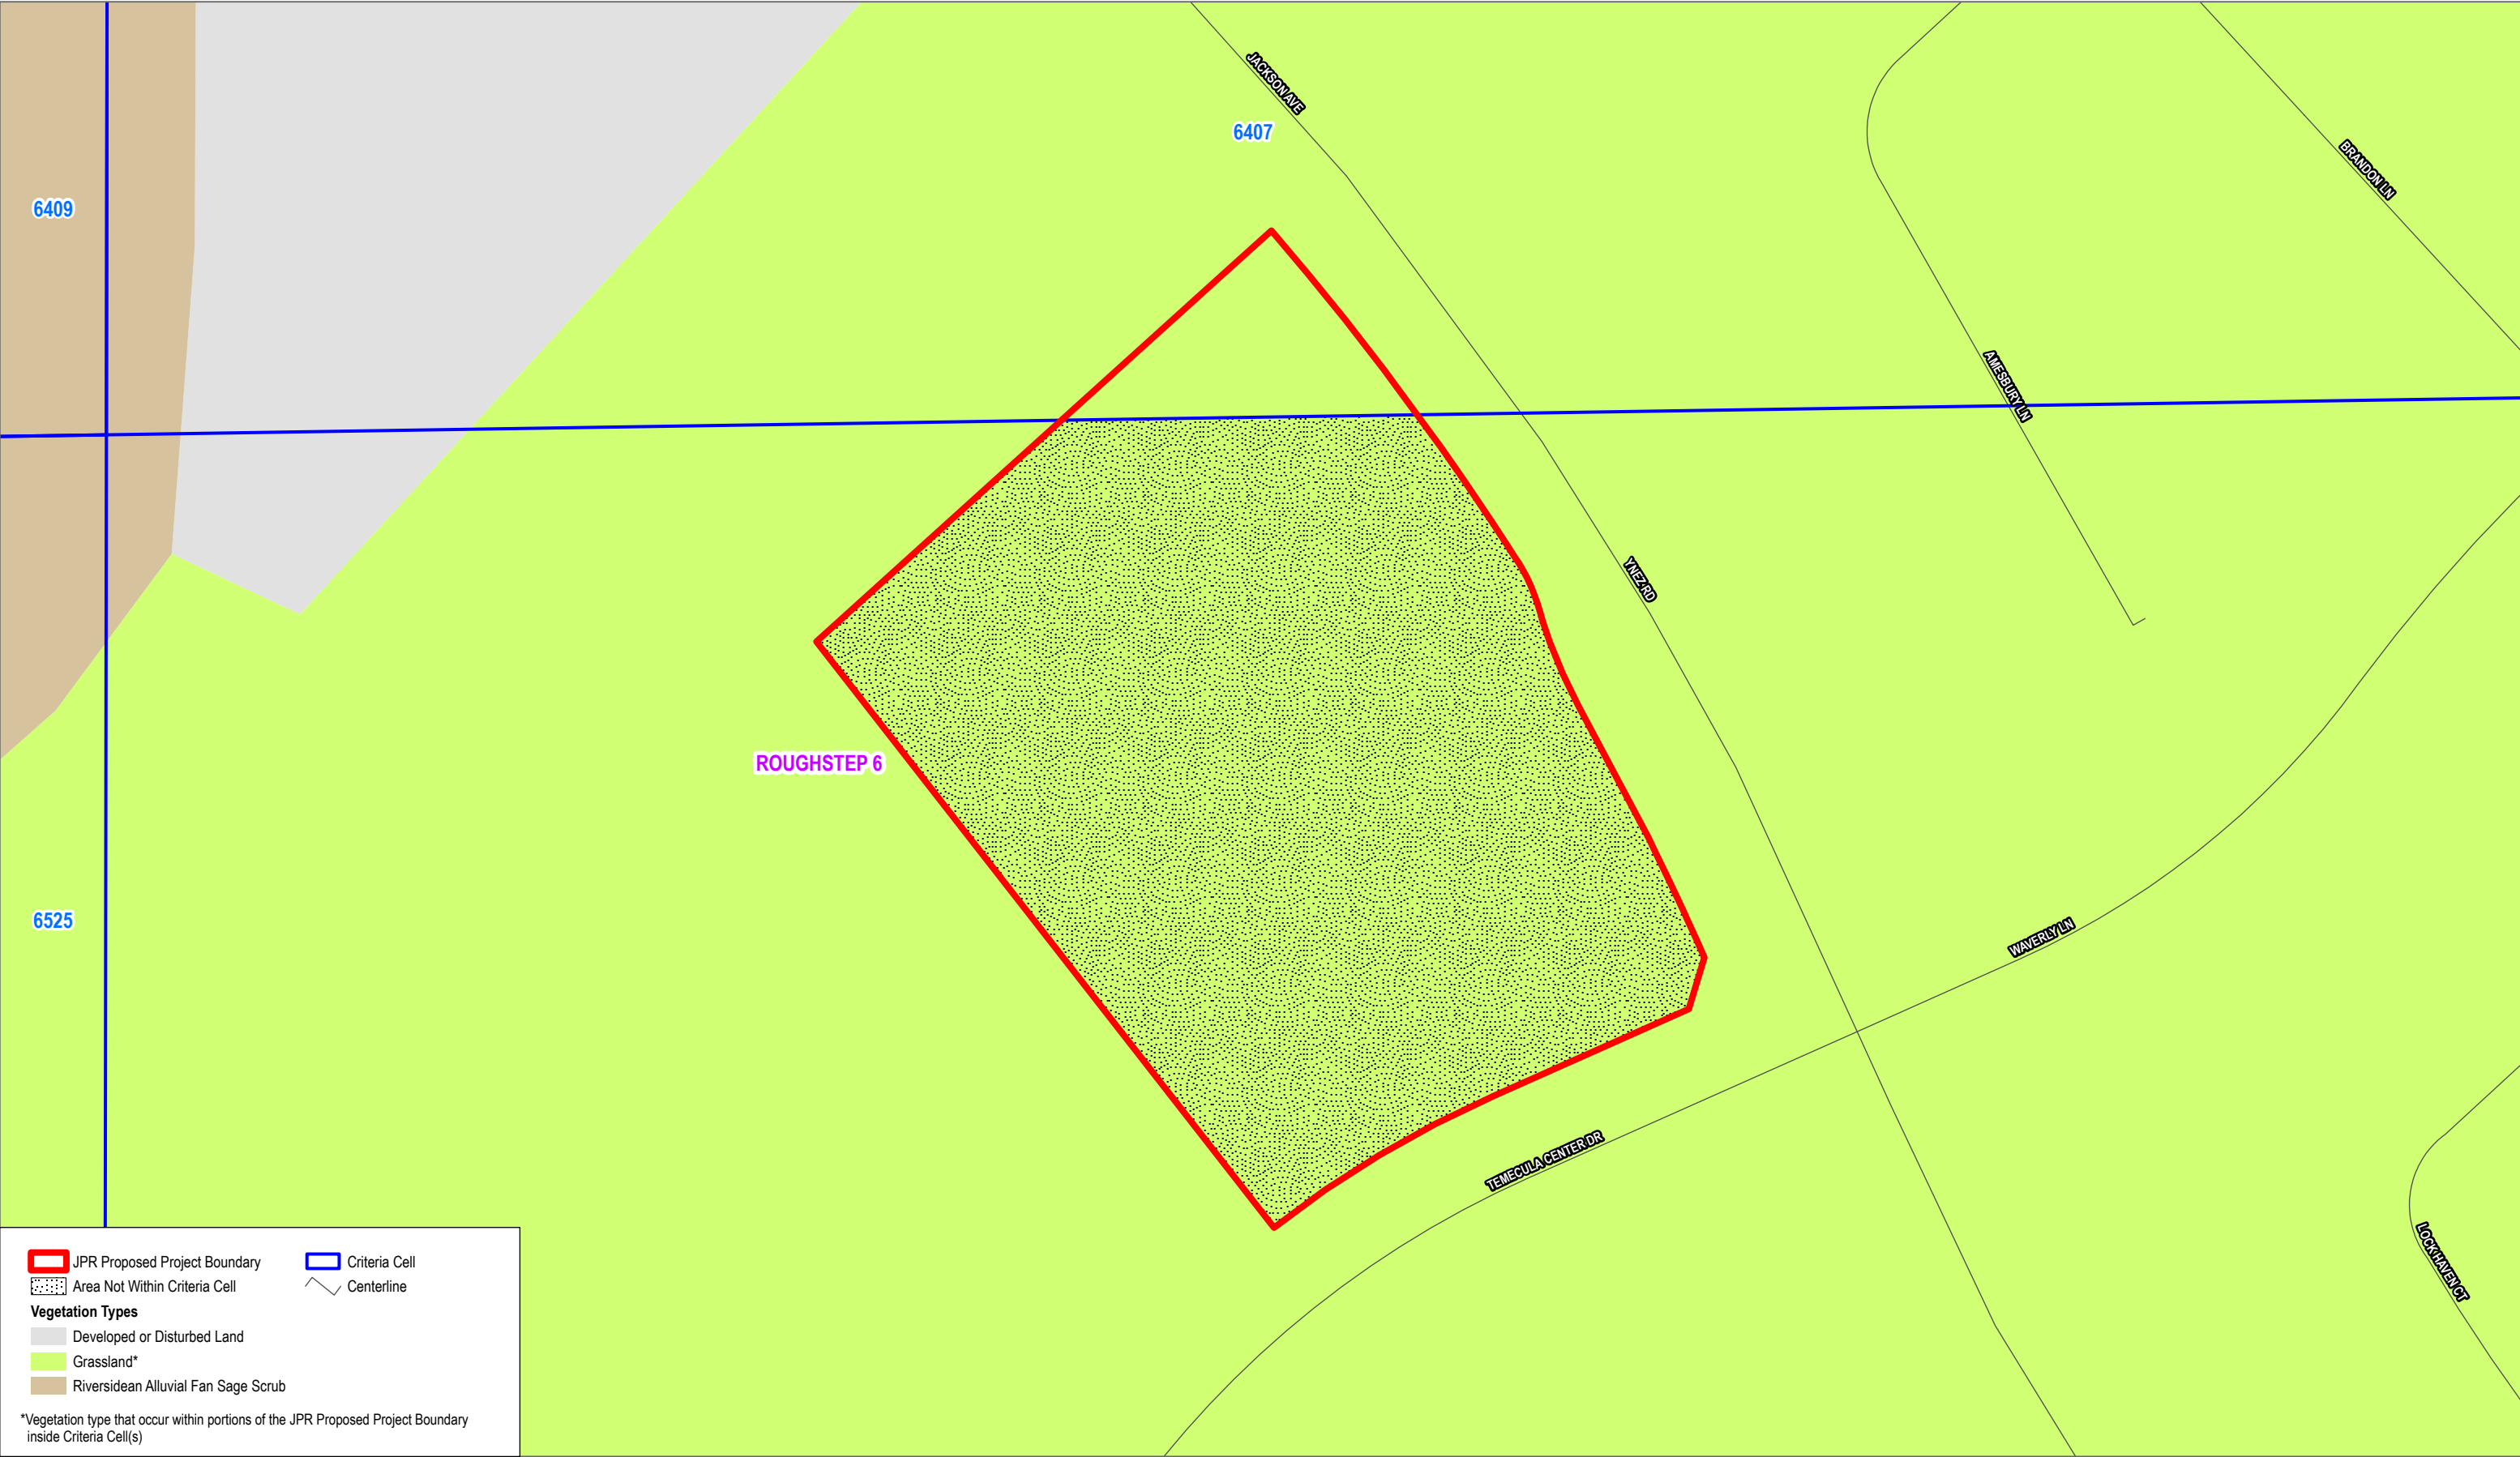 JACKSON AVE
6407
BRANDON LN
6409
AMESBURY LN
YNEZ RD
ROUGHSTEP 6
6525
WAVERLY LN
TEMECULA CENTER DR
LOCK HAVEN CT
JPR Proposed Project Boundary
Criteria Cell
Area Not Within Criteria Cell
Centerline
Vegetation Types
Developed or Disturbed Land
Grassland*
Riversidean Alluvial Fan Sage Scrub
*Vegetation type that occur within portions of the JPR Proposed Project Boundary
inside Criteria Cell(s)